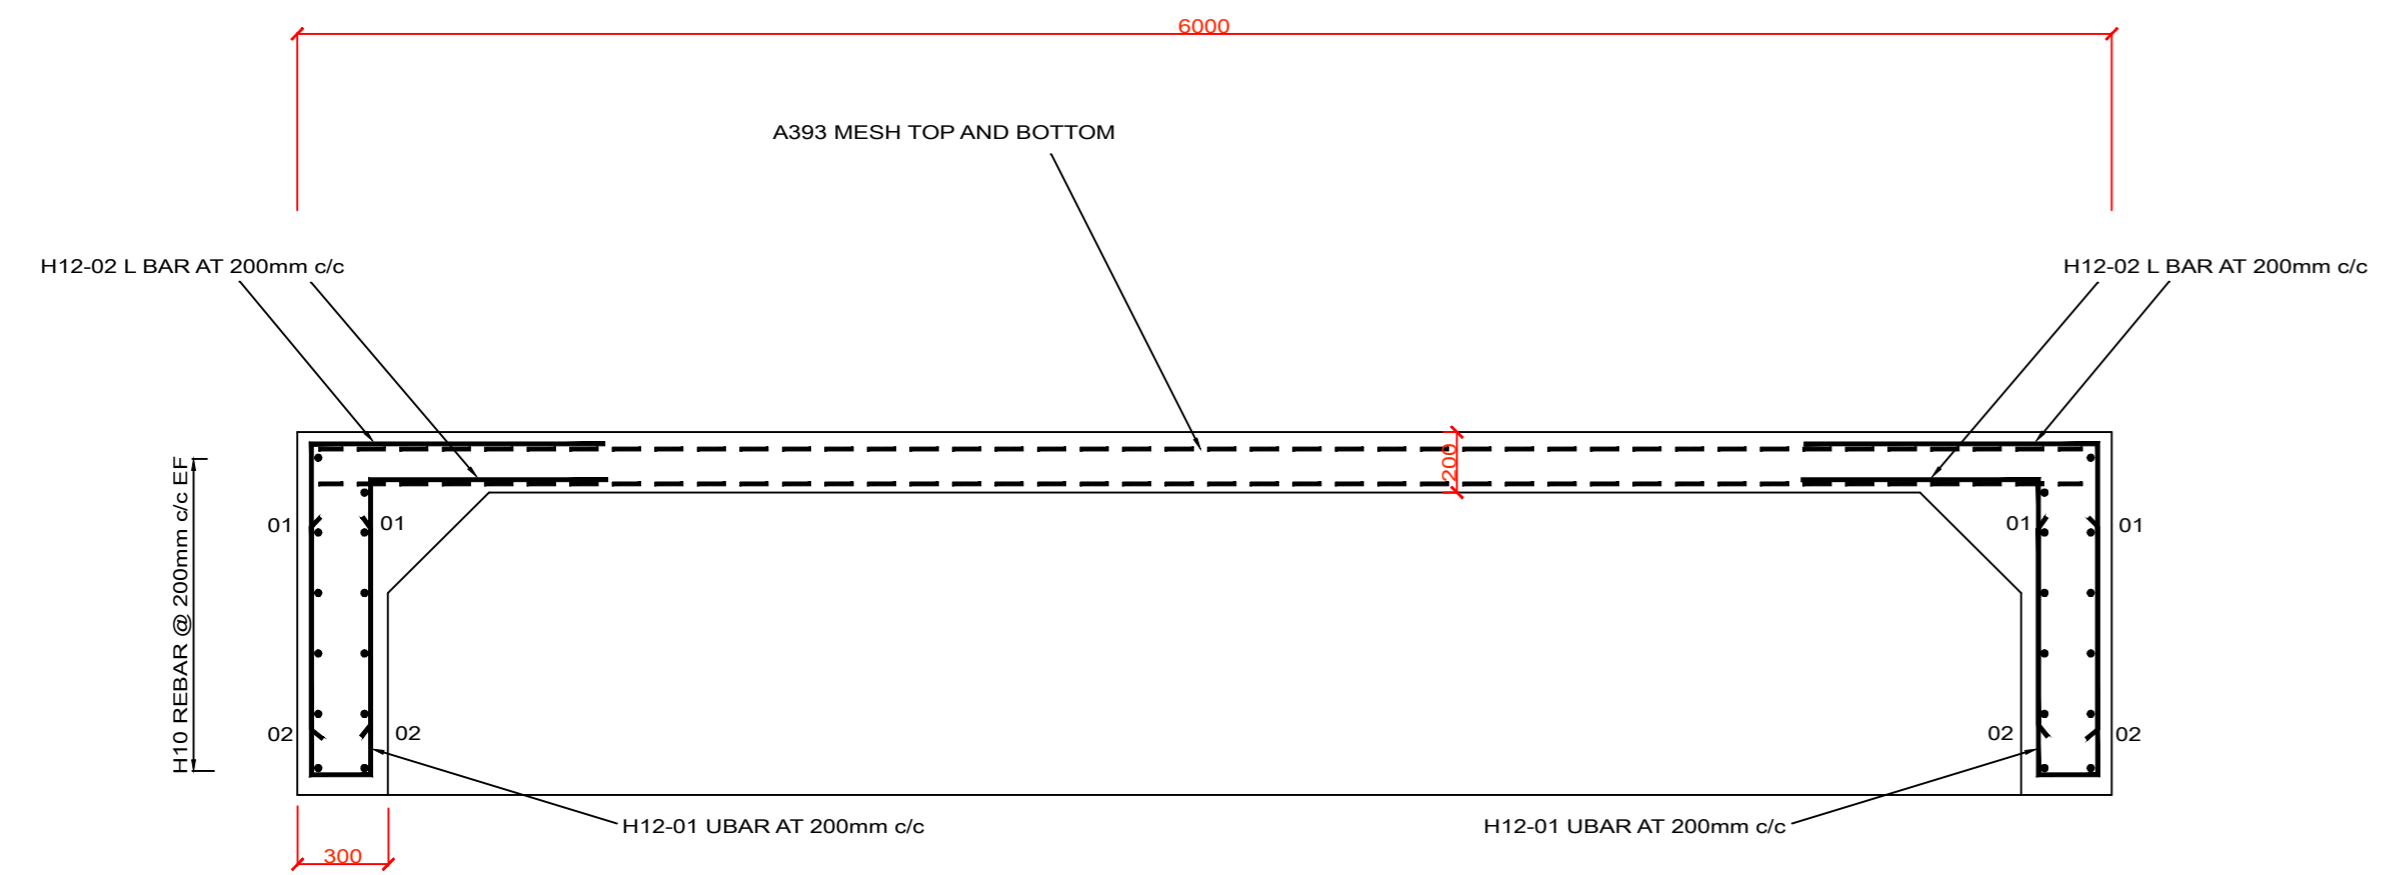 6000
A393 MESH TOP AND BOTTOM
H12-02 L BAR AT 200mm c/c
H12-02 L BAR AT 200mm c/c
200
H10 REBAR @ 200mm c/c EF
01
01
01
01
02
02
02
02
H12-01 UBAR AT 200mm c/c
H12-01 UBAR AT 200mm c/c
300